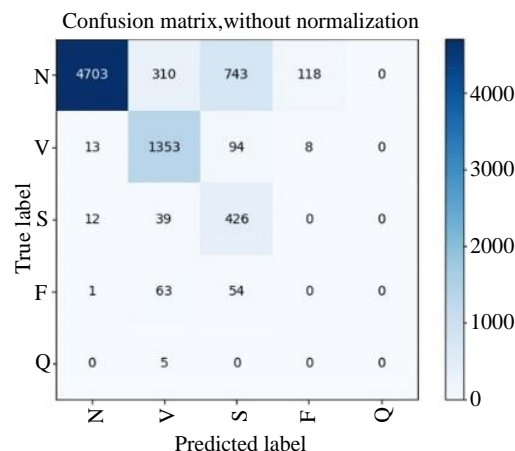 Confusion matrix,without normalization
N 4703 310 743 118 0
V 13 1353 94 8 0
S 12 39 426 0 0
F 1 63 54 0 0
Q 0 5 0 0 0
N V S F Q
Predicted label
True label
4000
3000
2000
1000
0